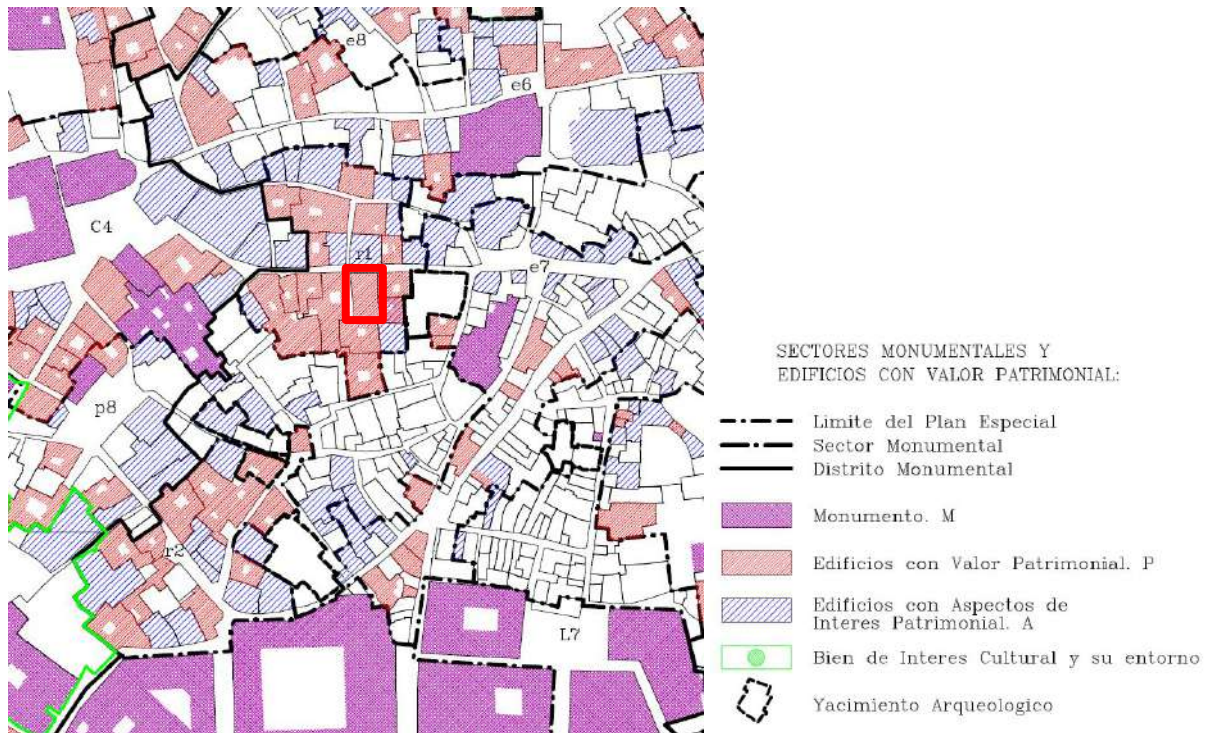 e8
e6
C4
r1
e7
p8
r2
L7
SECTORES MONUMENTALES Y
EDIFICIOS CON VALOR PATRIMONIAL:
Limite del Plan Especial
Sector Monumental
Distrito Monumental
Monumento. M
Edificios con Valor Patrimonial. P
Edificios con Aspectos de
Interes Patrimonial. A
Bien de Interes Cultural y su entorno
Yacimiento Arqueologico